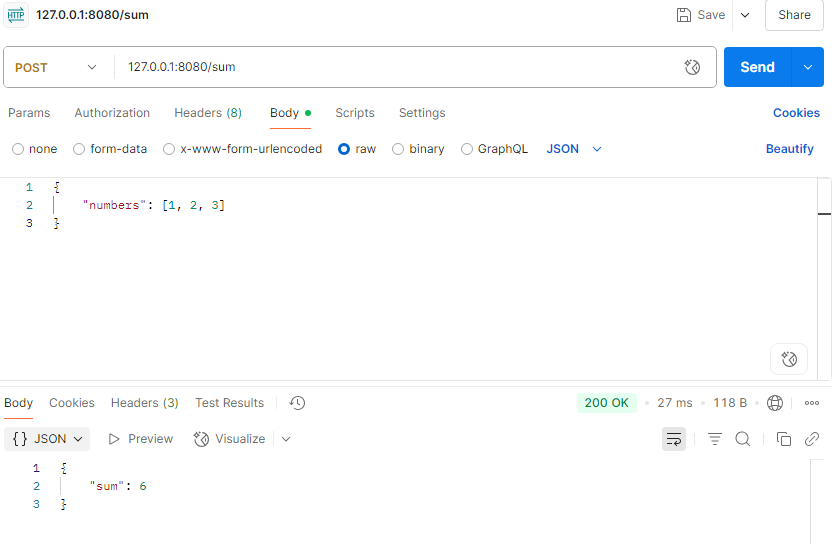 HTTP 127.0.0.1:8080/sum Save Share
POST 127.0.0.1:8080/sum Send
Params Authorization Headers (8) Body Scripts Settings Cookies
none form-data x-www-form-urlencoded raw binary GraphQL JSON Beautify
1 {
2 "numbers": [1, 2, 3]
3 }
Body Cookies Headers (3) Test Results 200 OK • 27 ms • 118 B •
{} JSON Preview Visualize
1 {
2 "sum": 6
3 }